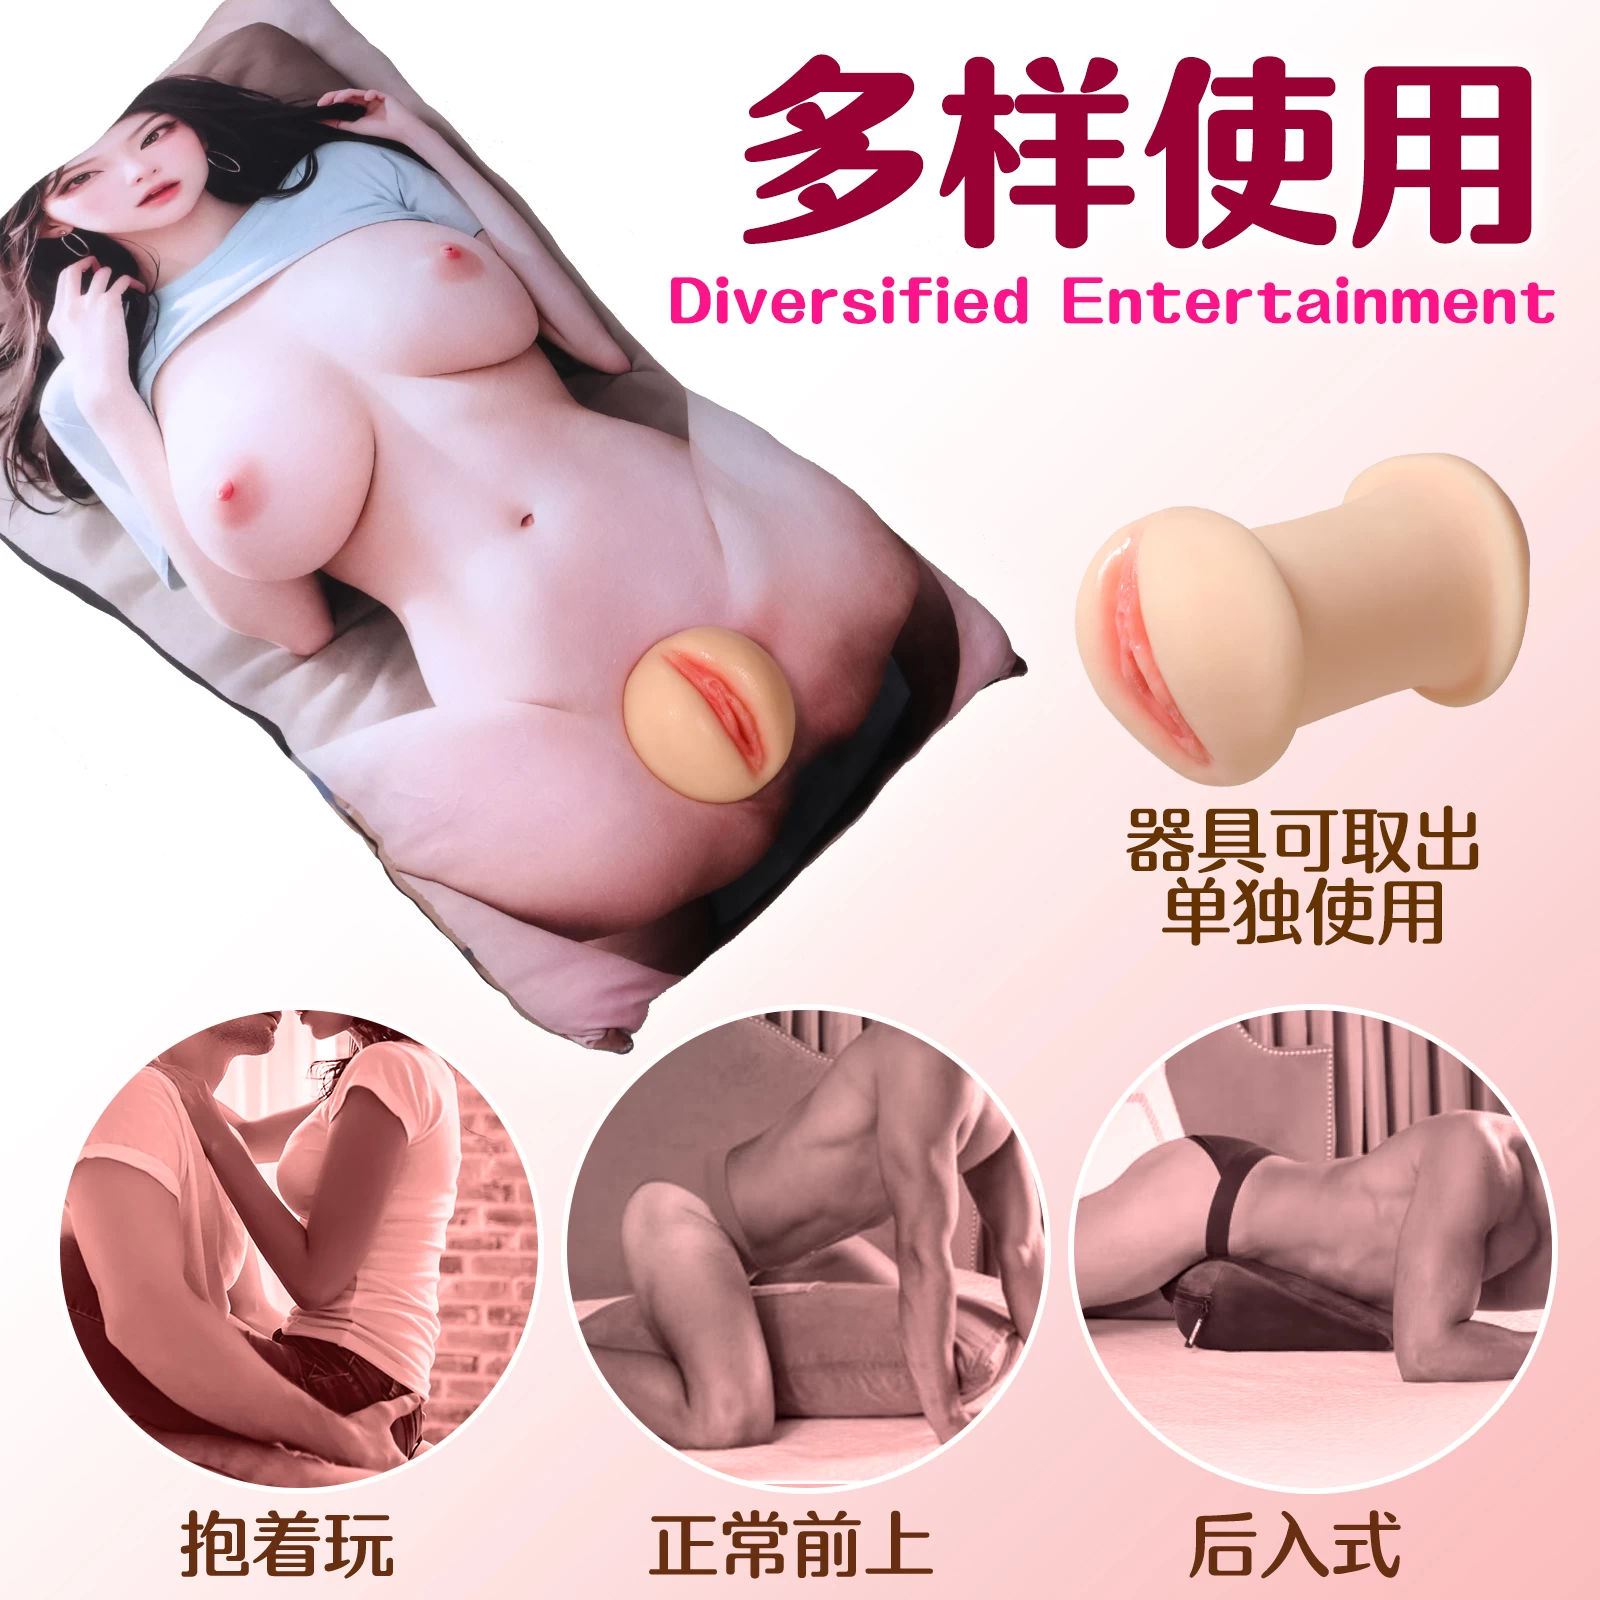 多样使用
Diversified Entertainment
器具可取出
单独使用
抱着玩
正常前上
后入式